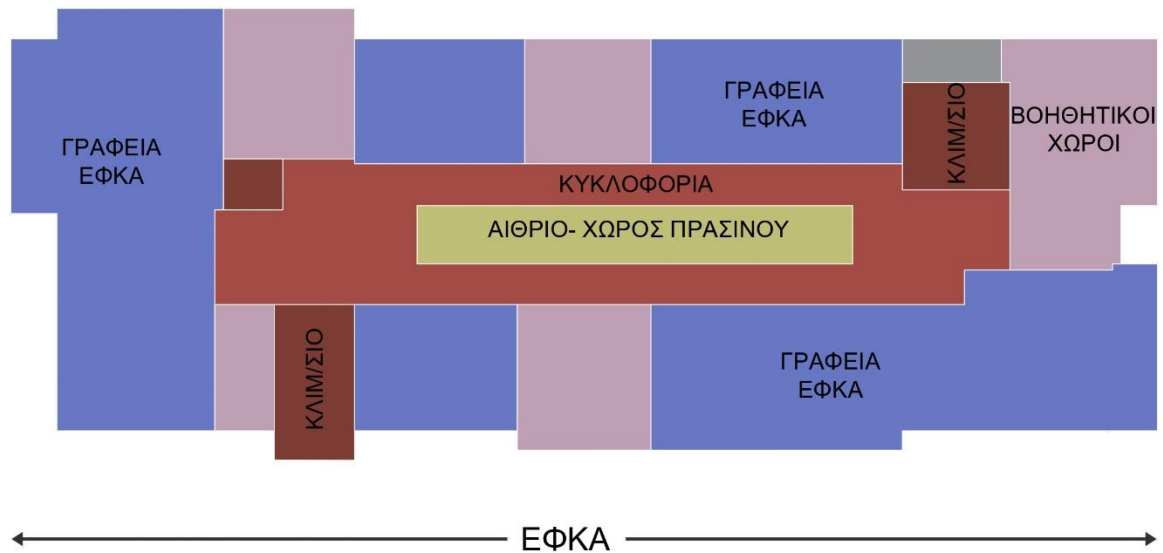 ΓΡΑΦΕΙΑ
ΕΦΚΑ
ΓΡΑΦΕΙΑ
ΕΦΚΑ
ΚΛΙΜ/ΣΙΟ
ΒΟΗΘΗΤΙΚΟΙ
ΧΩΡΟΙ
ΚΥΚΛΟΦΟΡΙΑ
ΑΙΘΡΙΟ- ΧΩΡΟΣ ΠΡΑΣΙΝΟΥ
ΚΛΙΜ/ΣΙΟ
ΓΡΑΦΕΙΑ
ΕΦΚΑ
ΕΦΚΑ